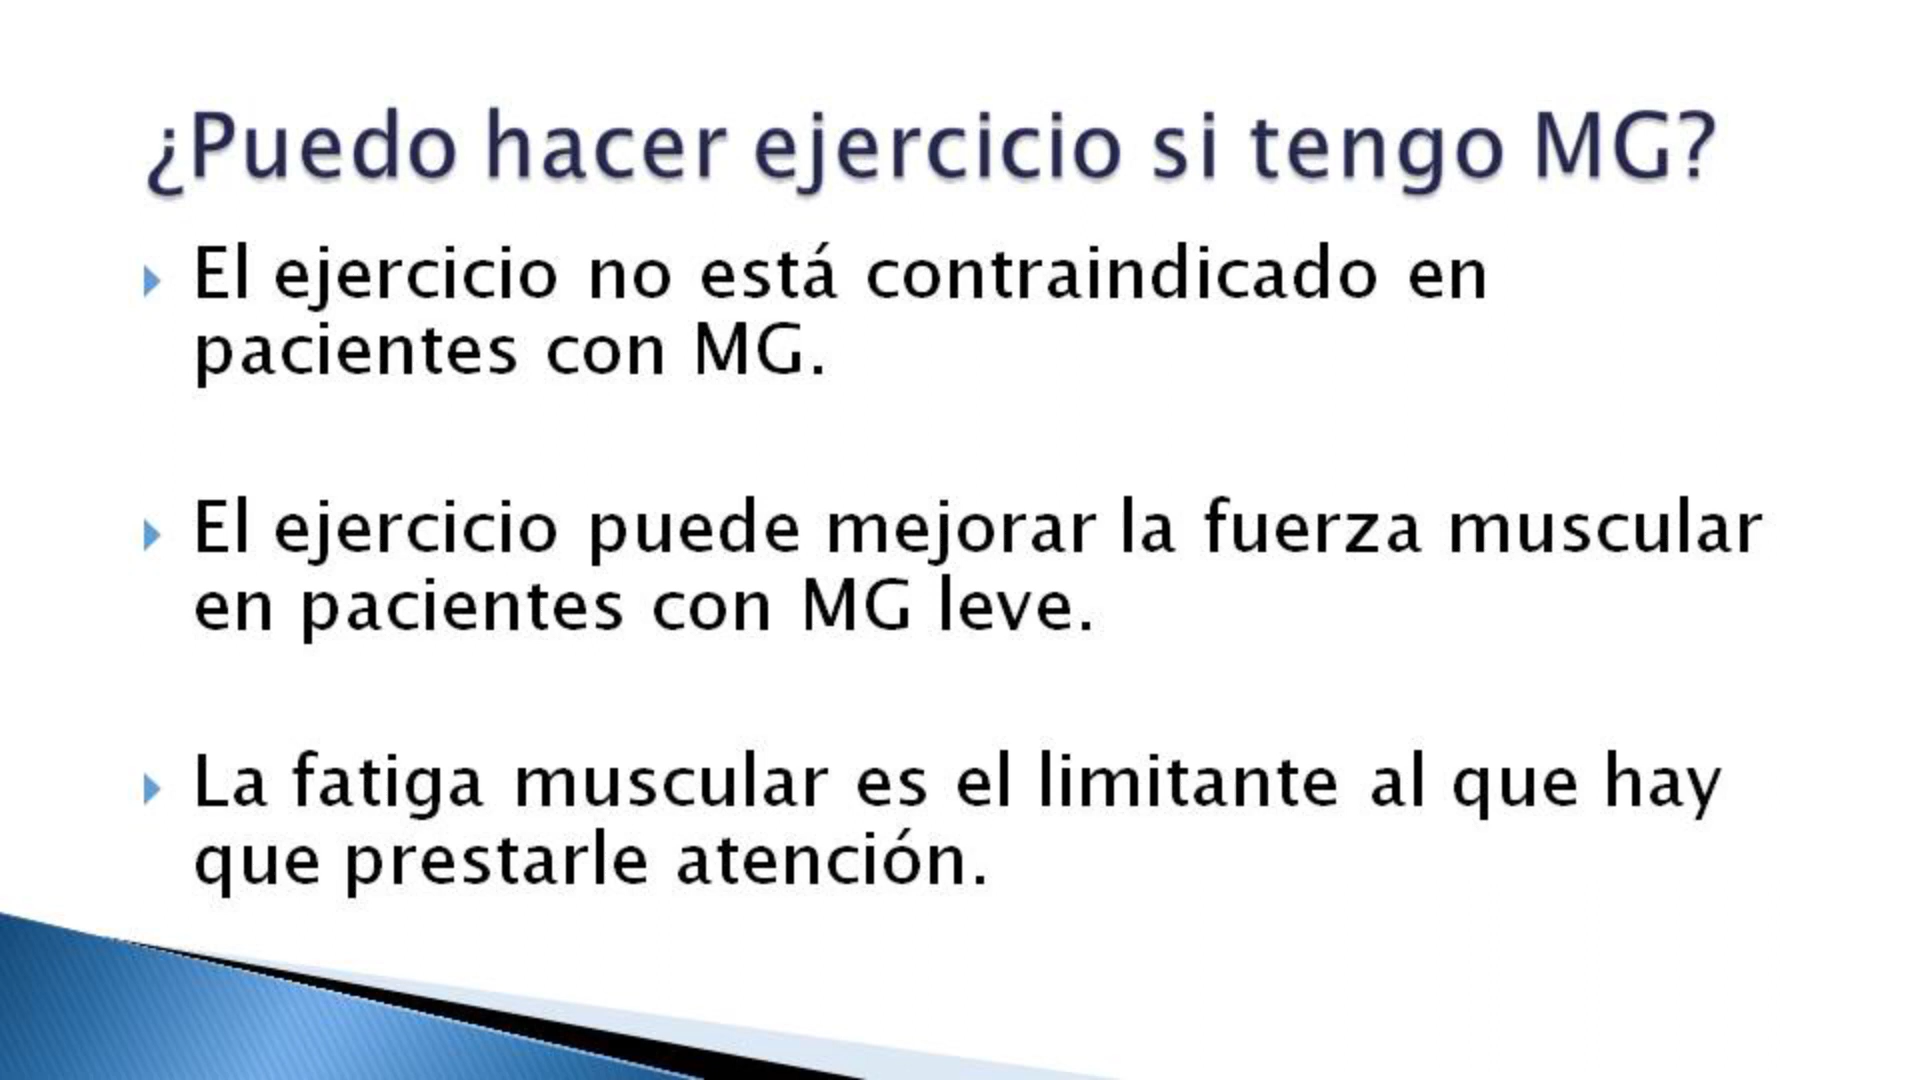 ¿Puedo hacer ejercicio si tengo MG?
El ejercicio no está contraindicado en
pacientes con MG.
El ejercicio puede mejorar la fuerza muscular
en pacientes con MG leve.
La fatiga muscular es el limitante al que hay
que prestarle atención.